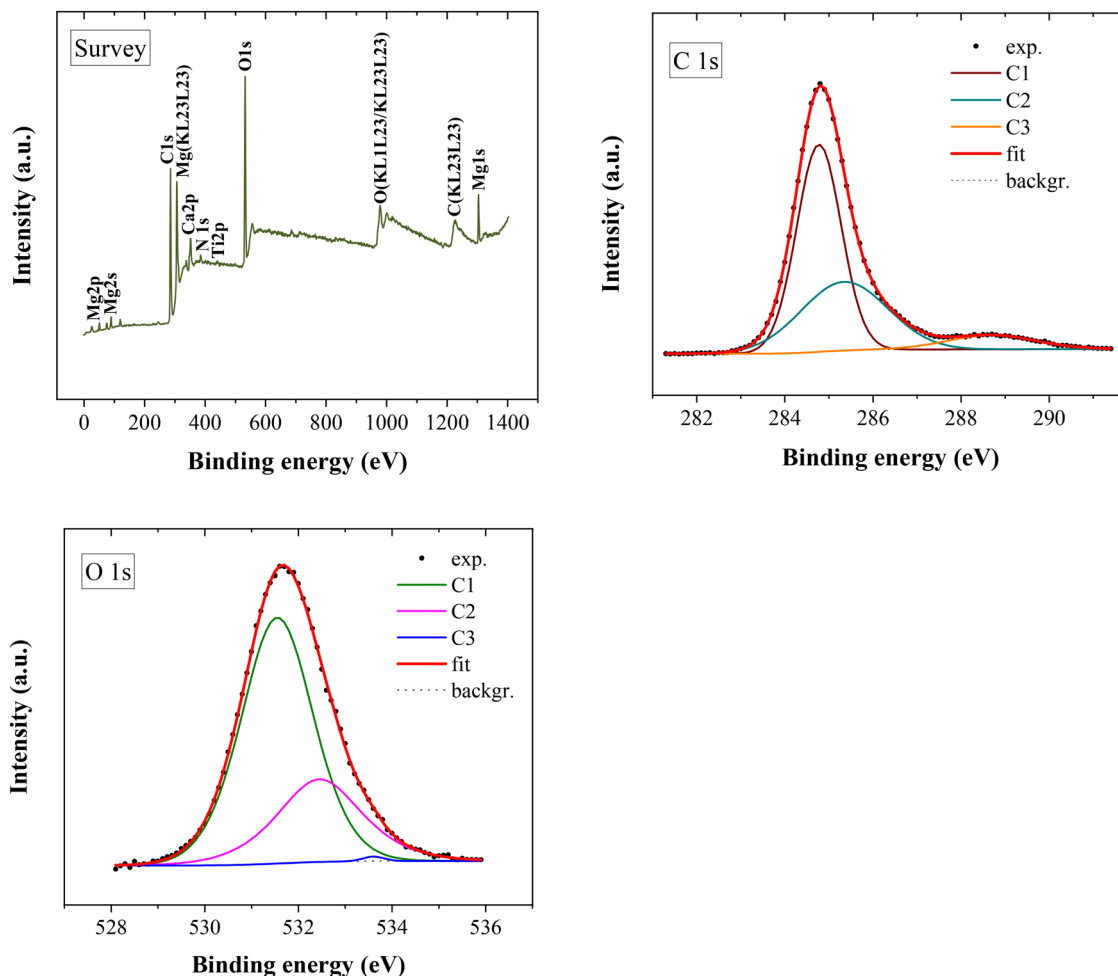 Survey
Intensity (a.u.)
Mg2p
Mg2s
C1s
Mg(KL23L23)
Ca2p
N1s
Ti2p
O1s
O(KL1L23/KL23L23)
C(KL23L23)
Mg1s
0 200 400 600 800 1000 1200 1400
Binding energy (eV)
C 1s
Intensity (a.u.)
exp.
C1
C2
C3
fit
backgr.
282 284 286 288 290
Binding energy (eV)
O 1s
Intensity (a.u.)
exp.
C1
C2
C3
fit
backgr.
528 530 532 534 536
Binding energy (eV)